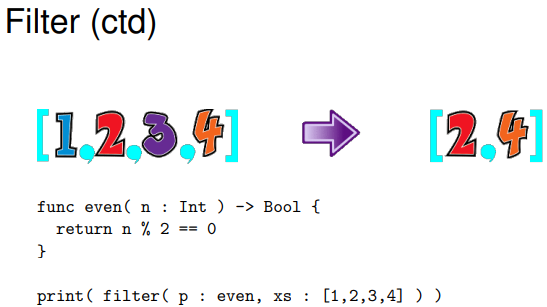 Filter (ctd)
[1,2,3,4] [2,4]
func even( n : Int ) -> Bool {
  return n % 2 == 0
}
print( filter( p : even, xs : [1,2,3,4] ) )